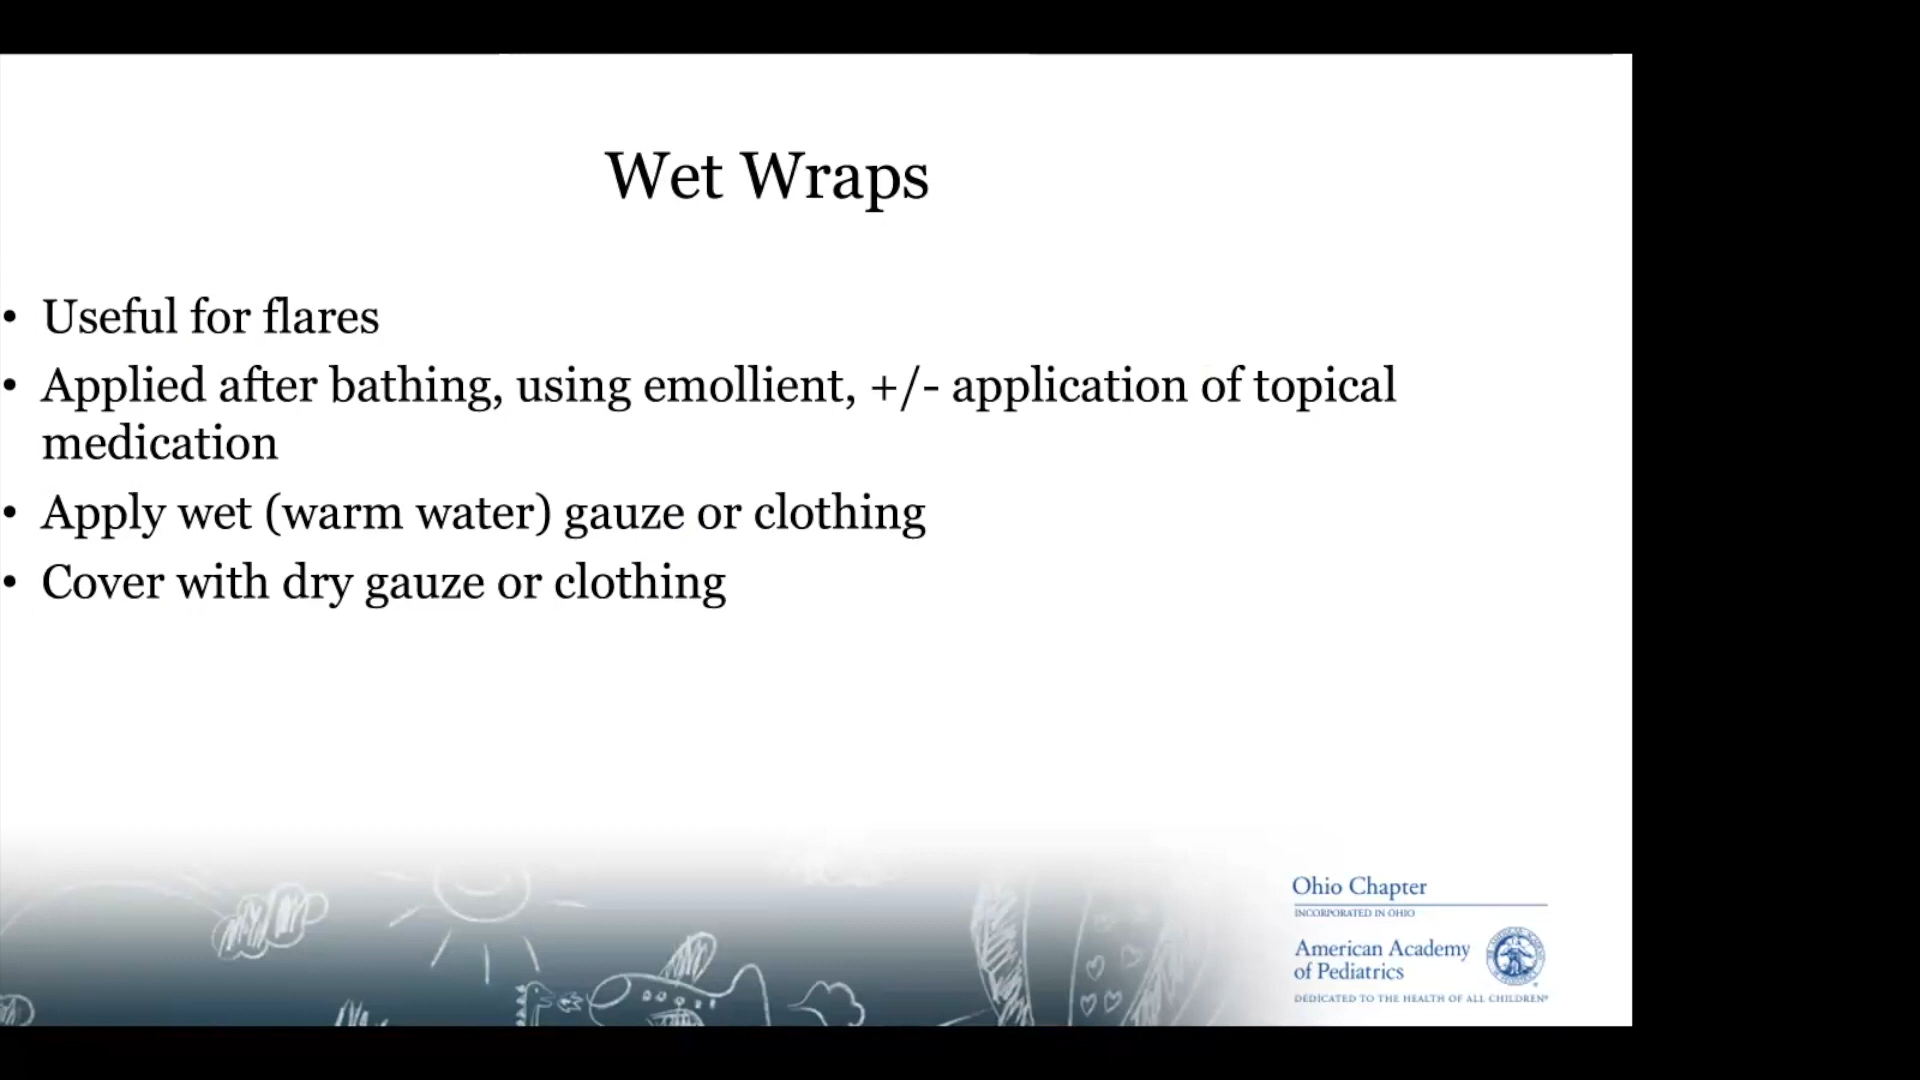 Wet Wraps
• Useful for flares
• Applied after bathing, using emollient, +/- application of topical
medication
• Apply wet (warm water) gauze or clothing
• Cover with dry gauze or clothing
Ohio Chapter
INCORPORATED IN OHIO
American Academy
of Pediatrics
DEDICATED TO THE HEALTH OF ALL CHILDREN®